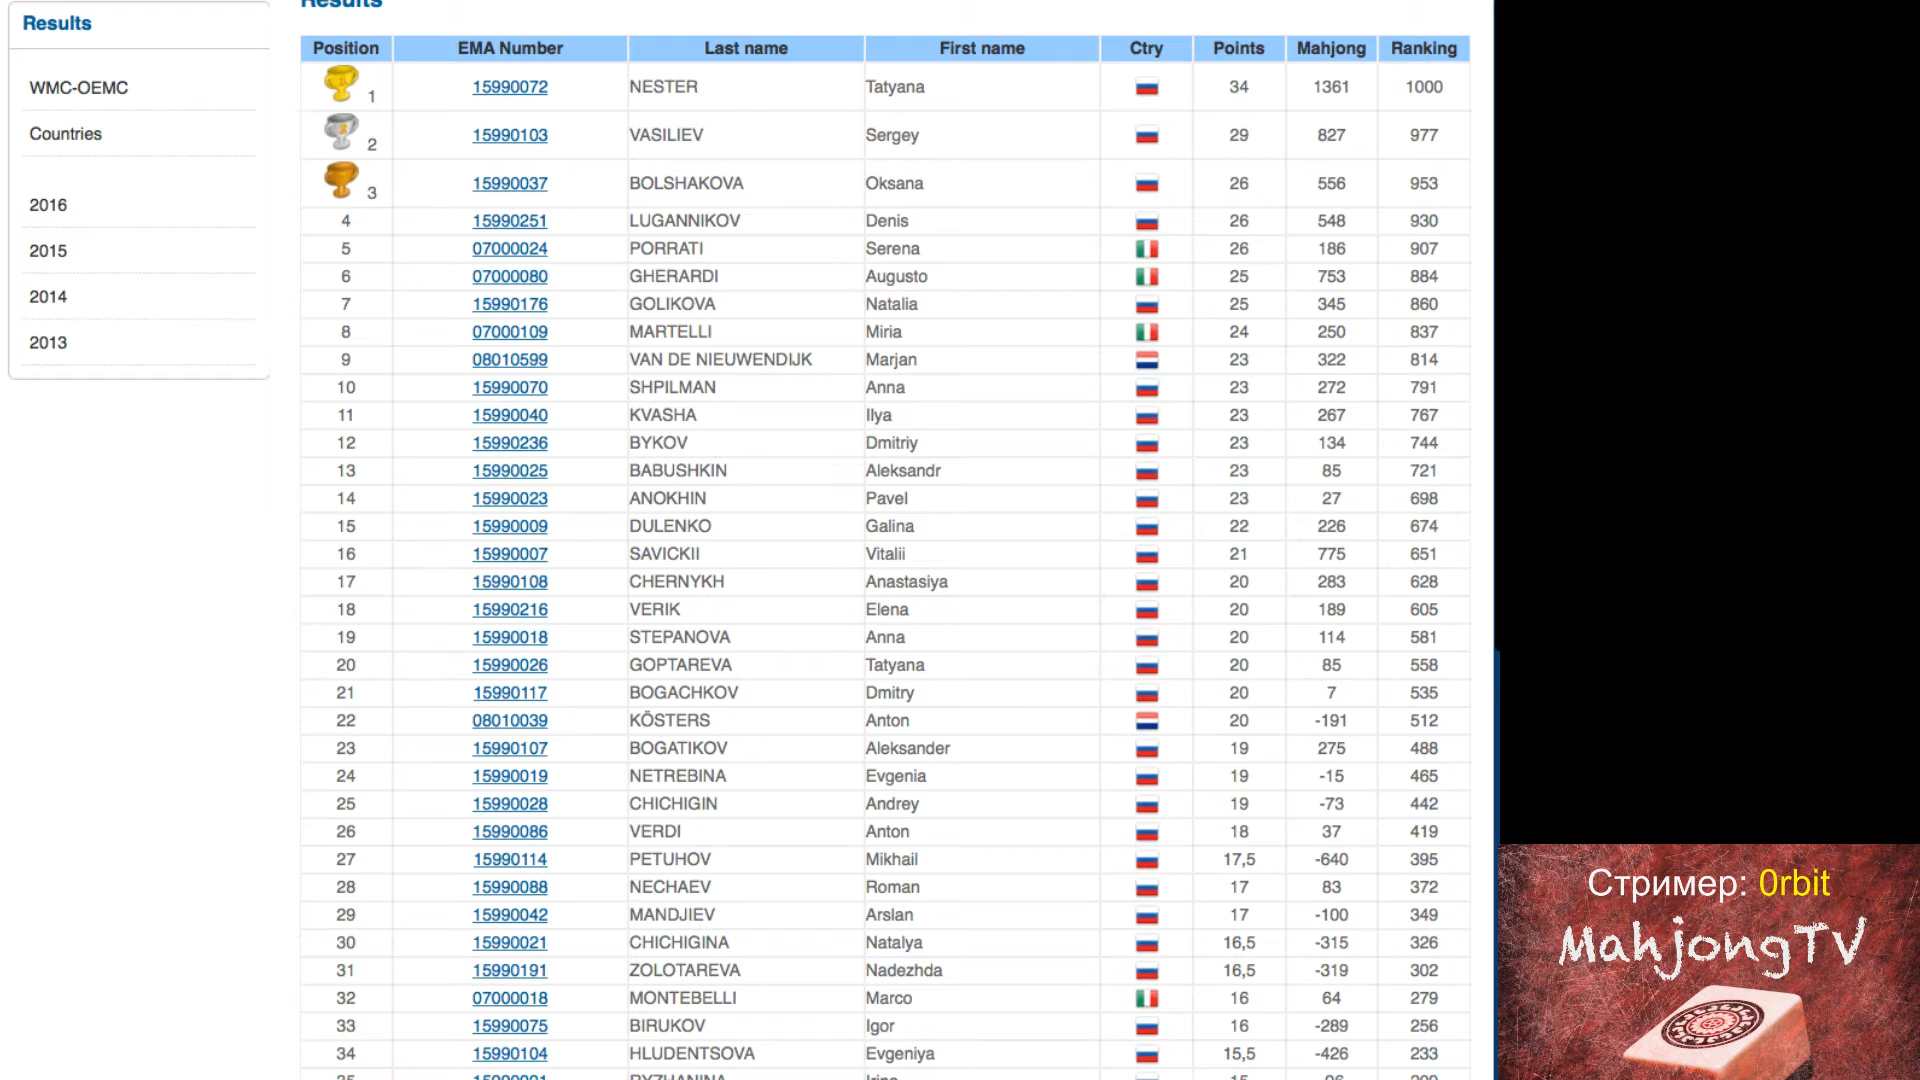 Results
WMC-OEMC
Countries
2016
2015
2014
2013
Results
Position EMA Number Last name First name Ctry Points Mahjong Ranking
1 15990072 NESTER Tatyana 34 1361 1000
2 15990103 VASILIEV Sergey 29 827 977
3 15990037 BOLSHAKOVA Oksana 26 556 953
4 15990251 LUGANNIKOV Denis 26 548 930
5 07000024 PORRATI Serena 26 186 907
6 07000080 GHERARDI Augusto 25 753 884
7 15990176 GOLIKOVA Natalia 25 345 860
8 07000109 MARTELLI Miria 24 250 837
9 08010599 VAN DE NIEUWENDIJK Marjan 23 322 814
10 15990070 SHPILMAN Anna 23 272 791
11 15990040 KVASHA Ilya 23 267 767
12 15990236 BYKOV Dmitriy 23 134 744
13 15990025 BABUSHKIN Aleksandr 23 85 721
14 15990023 ANOKHIN Pavel 23 27 698
15 15990009 DULENKO Galina 22 226 674
16 15990007 SAVICKII Vitalii 21 775 651
17 15990108 CHERNYKH Anastasiya 20 283 628
18 15990216 VERIK Elena 20 189 605
19 15990018 STEPANOVA Anna 20 114 581
20 15990026 GOPTAREVA Tatyana 20 85 558
21 15990117 BOGACHKOV Dmitry 20 7 535
22 08010039 KÖSTERS Anton 20 -191 512
23 15990107 BOGATIKOV Aleksander 19 275 488
24 15990019 NETREBINA Evgenia 19 -15 465
25 15990028 CHICHIGIN Andrey 19 -73 442
26 15990086 VERDI Anton 18 37 419
27 15990114 PETUHOV Mikhail 17,5 -640 395
28 15990088 NECHAEV Roman 17 83 372
29 15990042 MANDJIEV Arslan 17 -100 349
30 15990021 CHICHIGINA Natalya 16,5 -315 326
31 15990191 ZOLOTAREVA Nadezhda 16,5 -319 302
32 07000018 MONTEBELLI Marco 16 64 279
33 15990075 BIRUKOV Igor 16 -289 256
34 15990104 HLUDENTSOVA Evgeniya 15,5 -426 233
Стример: 0rbit
MahjongTV